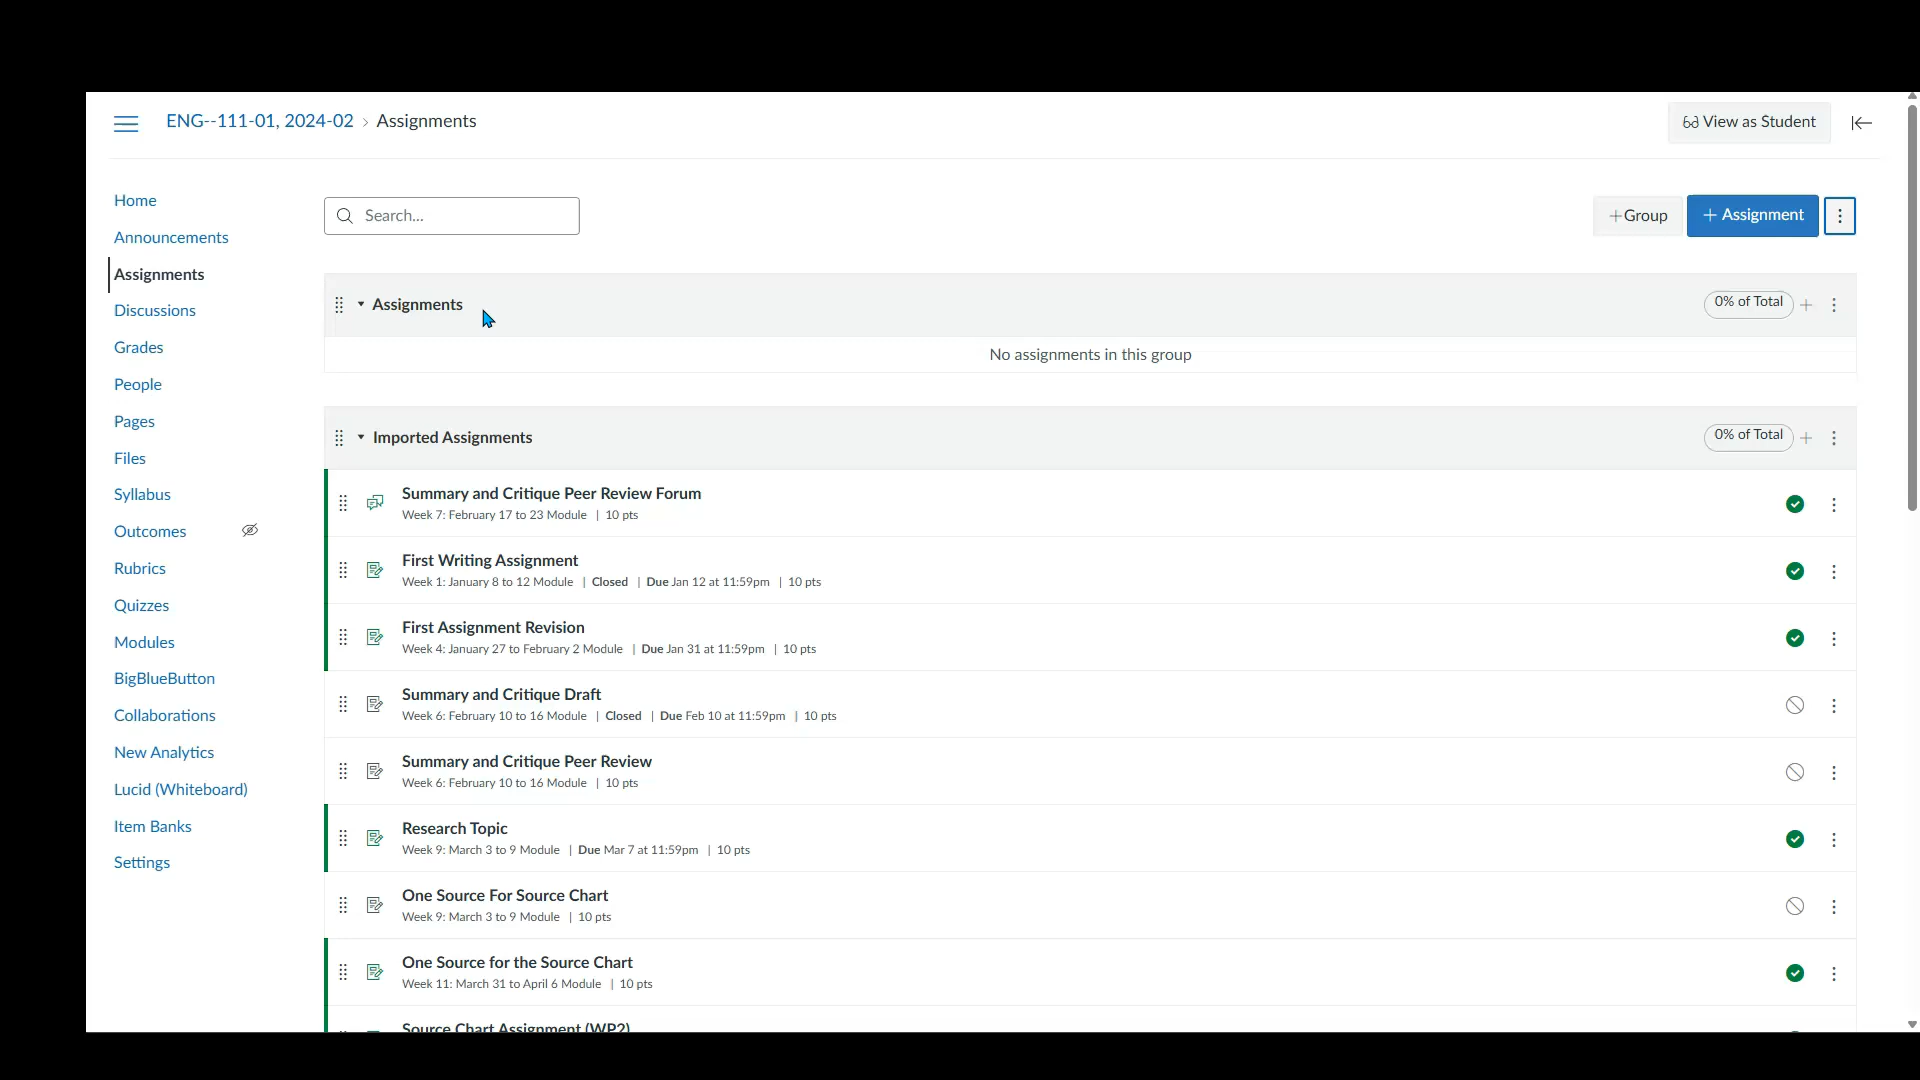 ENG--111-01, 2024-02 > Assignments
View as Student
Home
Announcements
Assignments
Discussions
Grades
People
Pages
Files
Syllabus
Outcomes
Rubrics
Quizzes
Modules
BigBlueButton
Collaborations
New Analytics
Lucid (Whiteboard)
Item Banks
Settings
Search...
+Group
+ Assignment
Assignments
0% of Total
No assignments in this group
Imported Assignments
0% of Total
Summary and Critique Peer Review Forum
Week 7: February 17 to 23 Module | 10 pts
First Writing Assignment
Week 1: January 8 to 12 Module | Closed | Due Jan 12 at 11:59pm | 10 pts
First Assignment Revision
Week 4: January 27 to February 2 Module | Due Jan 31 at 11:59pm | 10 pts
Summary and Critique Draft
Week 6: February 10 to 16 Module | Closed | Due Feb 10 at 11:59pm | 10 pts
Summary and Critique Peer Review
Week 6: February 10 to 16 Module | 10 pts
Research Topic
Week 9: March 3 to 9 Module | Due Mar 7 at 11:59pm | 10 pts
One Source For Source Chart
Week 9: March 3 to 9 Module | 10 pts
One Source for the Source Chart
Week 11: March 31 to April 6 Module | 10 pts
Source Chart Assignment (WP2)